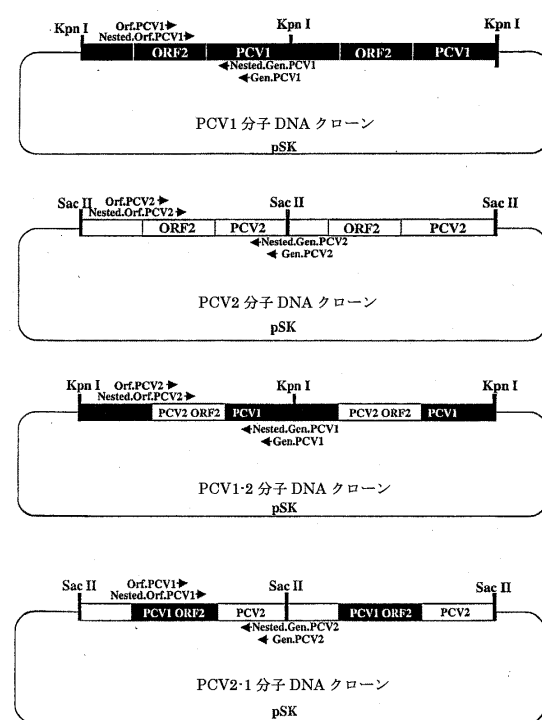 Orf.PCV1
Kpn I Nested.Orf.PCV1 Kpn I Kpn I
ORF2 PCV1 ORF2 PCV1
Nested.Gen.PCV1
Gen.PCV1
PCV1 分子 DNA クローン
pSK
Sac II Orf.PCV2 Sac II Sac II
Nested.Orf.PCV2
ORF2 PCV2 ORF2 PCV2
Nested.Gen.PCV2
Gen.PCV2
PCV2 分子 DNA クローン
pSK
Kpn I Orf.PCV2 Kpn I Kpn I
Nested.Orf.PCV2
PCV2 ORF2 PCV1 PCV2 ORF2 PCV1
Nested.Gen.PCV1
Gen.PCV1
PCV1-2 分子 DNA クローン
pSK
Sac II Orf.PCV1 Sac II Sac II
Nested.Orf.PCV1
PCV1 ORF2 PCV2 PCV1 ORF2 PCV2
Nested.Gen.PCV2
Gen.PCV2
PCV2-1 分子 DNA クローン
pSK